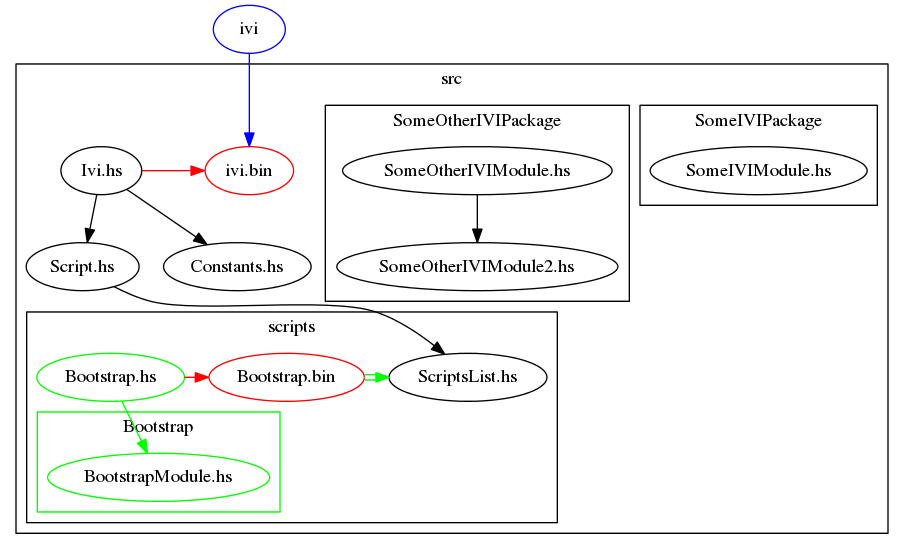 ivi
src
SomeOtherIVIPackage
SomeIVIPackage
Ivi.hs
ivi.bin
SomeOtherIVIModule.hs
SomeIVIModule.hs
Script.hs
Constants.hs
SomeOtherIVIModule2.hs
scripts
Bootstrap.hs
Bootstrap.bin
ScriptsList.hs
Bootstrap
BootstrapModule.hs